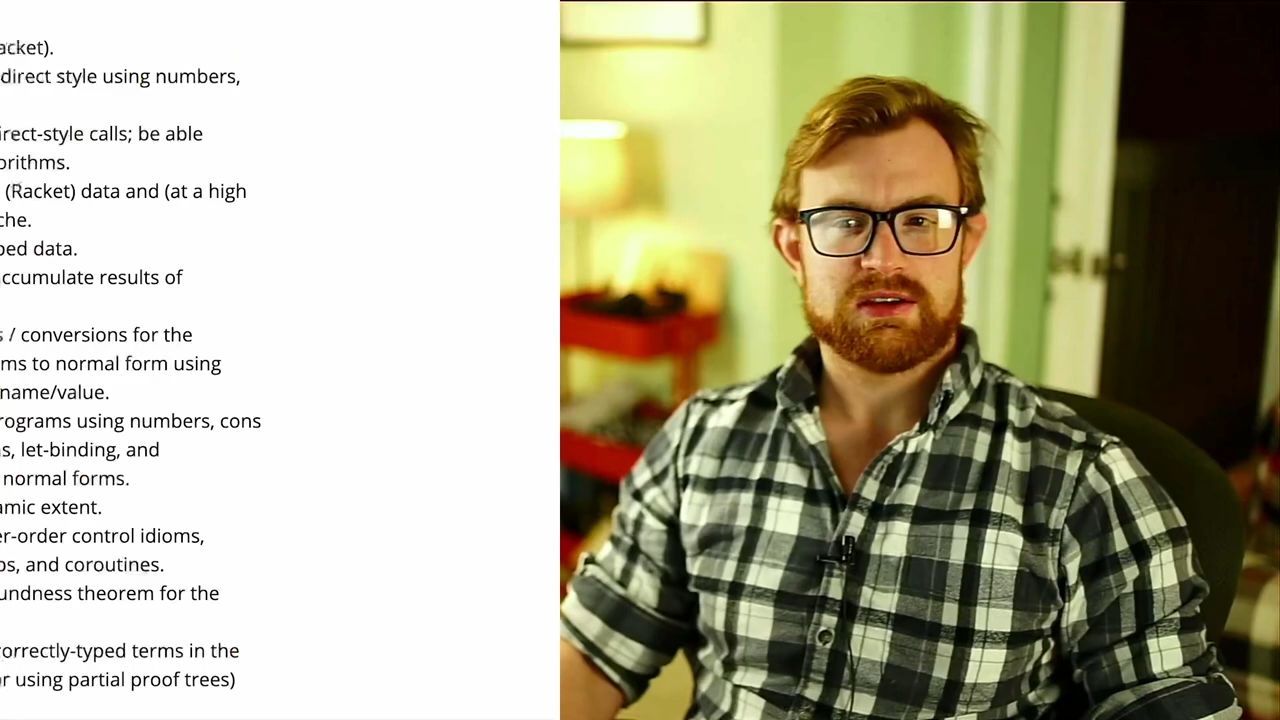 acket).
direct style using numbers,
irect-style calls; be able
orithms.
(Racket) data and (at a high
che.
ped data.
accumulate results of
s / conversions for the
ms to normal form using
name/value.
rograms using numbers, cons
s, let-binding, and
normal forms.
amic extent.
er-order control idioms,
ps, and coroutines.
undness theorem for the
correctly-typed terms in the
r using partial proof trees)